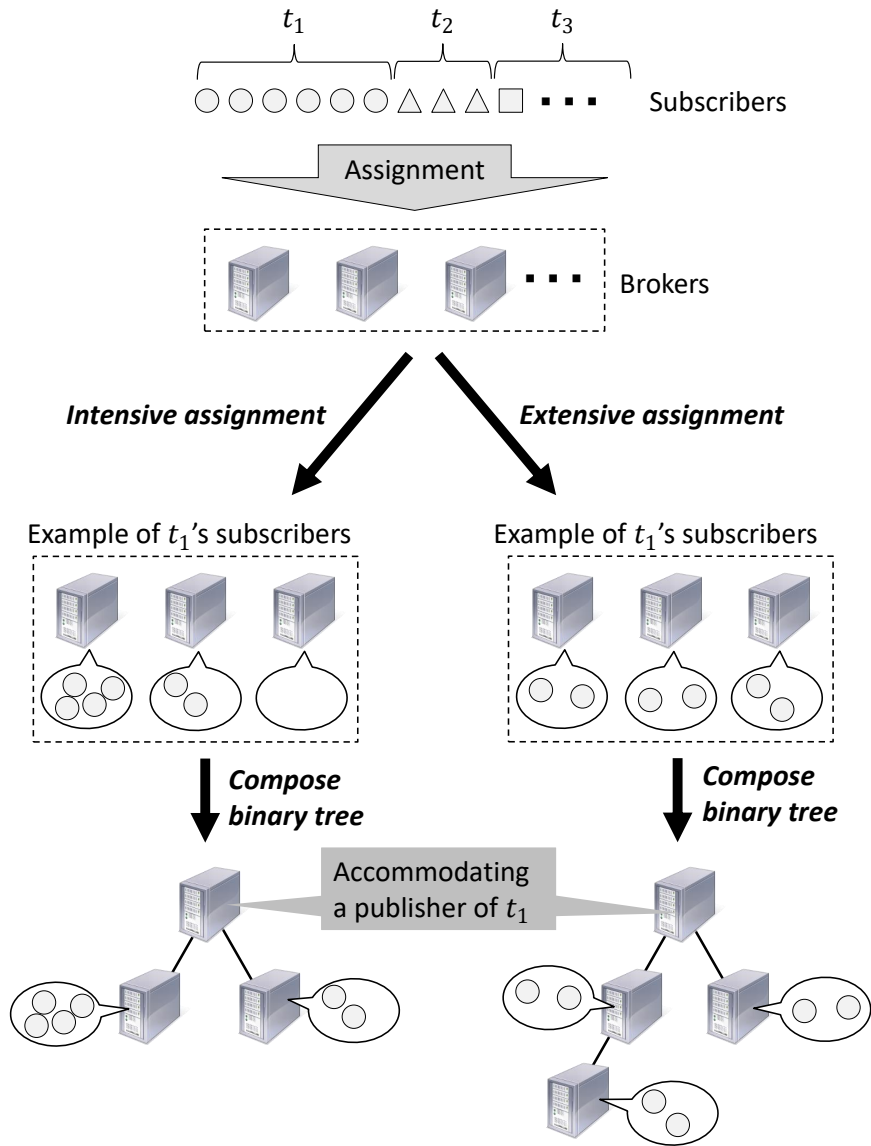 t₁ t₂ t₃
Subscribers
Assignment
Brokers
Intensive assignment Extensive assignment
Example of t₁’s subscribers Example of t₁’s subscribers
Compose
binary tree
Compose
binary tree
Accommodating
a publisher of t₁